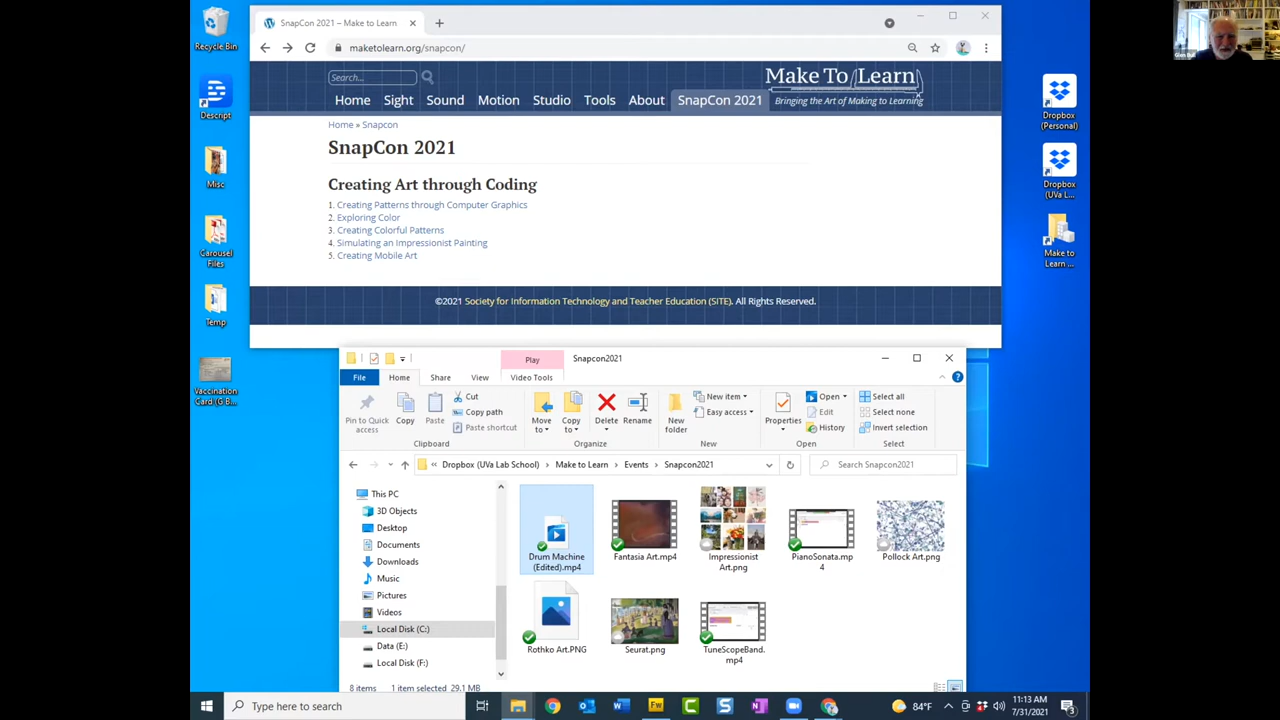 Recycle Bin
Descript
Misc
Carousel
Files
Temp
Vaccination
Card (G B...
SnapCon 2021 – Make to Learn
maketolearn.org/snapcon/
Search...
Make To Learn
Bringing the Art of Making to Learning
Home Sight Sound Motion Studio Tools About SnapCon 2021
Home » Snapcon
SnapCon 2021
Creating Art through Coding
1. Creating Patterns through Computer Graphics
2. Exploring Color
3. Creating Colorful Patterns
4. Simulating an Impressionist Painting
5. Creating Mobile Art
©2021 Society for Information Technology and Teacher Education (SITE). All Rights Reserved.
Glen Bull
Dropbox
(Personal)
Dropbox
(UVa L...
Make to
Learn ...
Play
Snapcon2021
File Home Share View Video Tools
Pin to Quick
access
Copy
Paste
Cut
Copy path
Paste shortcut
Clipboard
Move
to
Copy
to
Delete
Rename
Organize
New
folder
New item
Easy access
New
Properties
Open
Edit
History
Open
Select all
Select none
Invert selection
Select
« Dropbox (UVa Lab School) > Make to Learn > Events > Snapcon2021
Search Snapcon2021
This PC
3D Objects
Desktop
Documents
Downloads
Music
Pictures
Videos
Local Disk (C:)
Data (E:)
Local Disk (F:)
Drum Machine
(Edited).mp4
Fantasia Art.mp4
Impressionist
Art.png
PianoSonata.mp
4
Pollock Art.png
Rothko Art.PNG
Seurat.png
TuneScopeBand.
mp4
8 items 1 item selected 29.1 MB
Type here to search
84°F
11:13 AM
7/31/2021
3